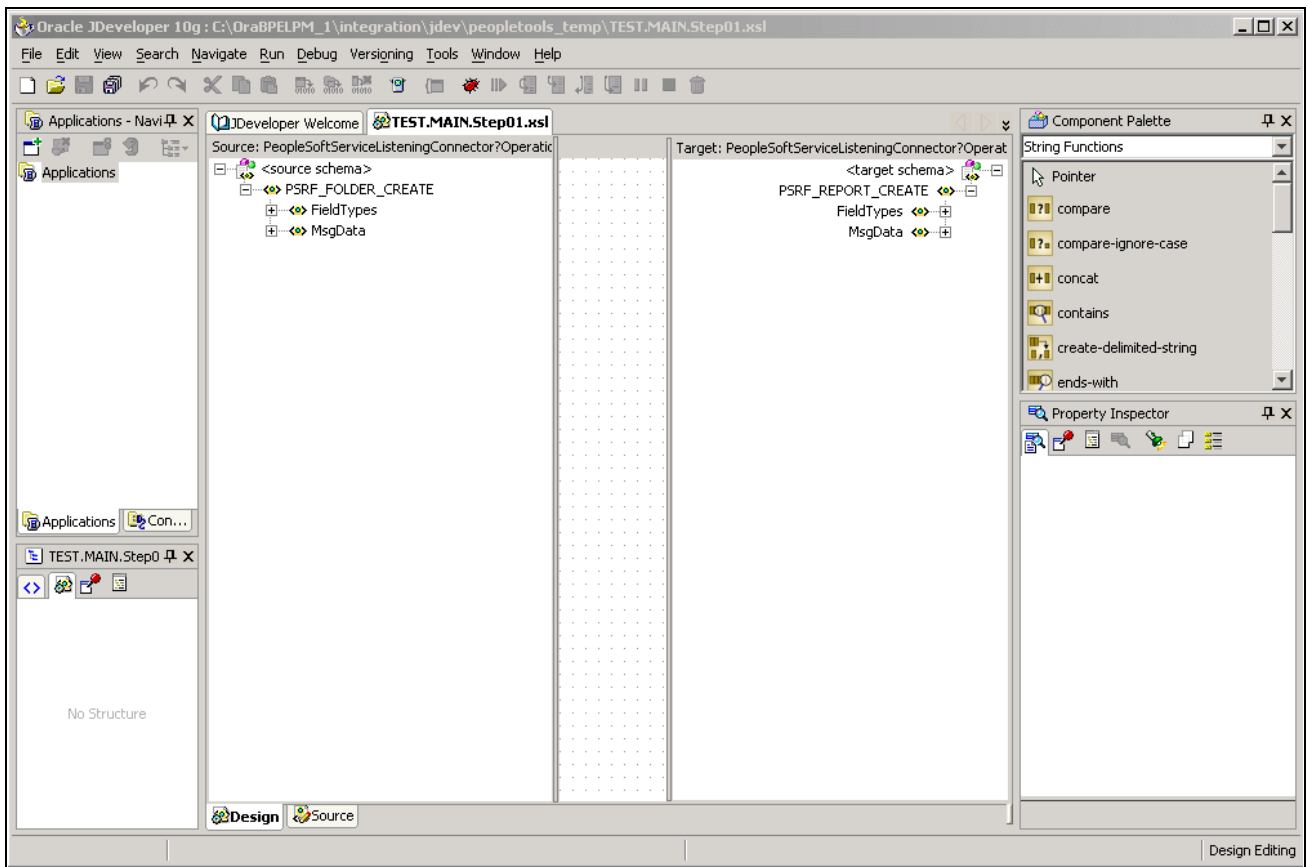 Oracle JDeveloper 10g : C:\OraBPELPM_1\integration\jdev\peopletools_temp\TEST.MAIN.Step01.xsl
File Edit View Search Navigate Run Debug Versioning Tools Window Help
Applications - Navi
JDeveloper Welcome
TEST.MAIN.Step01.xsl
Component Palette
Source: PeopleSoftServiceListeningConnector?Operatic
Target: PeopleSoftServiceListeningConnector?Operat
String Functions
Applications
<source schema>
PSRF_FOLDER_CREATE
FieldTypes
MsgData
<target schema>
PSRF_REPORT_CREATE
FieldTypes
MsgData
Pointer
compare
compare-ignore-case
concat
contains
create-delimited-string
ends-with
Property Inspector
Applications
Con...
TEST.MAIN.Step0
No Structure
Design
Source
Design Editing